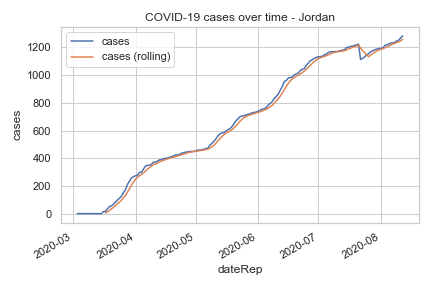 COVID-19 cases over time - Jordan
cases
cases (rolling)
1200
1000
800
600
400
200
0
cases
2020-03
2020-04
2020-05
2020-06
2020-07
2020-08
dateRep